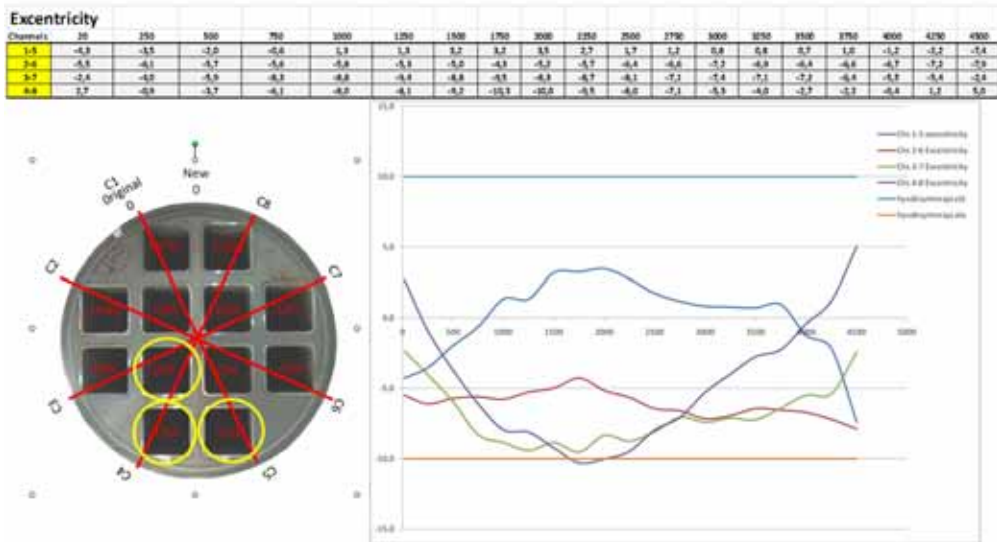 Excentricity
Channels 20 250 500 750 1000 1250 1500 1750 2000 2250 2500 2750 3000 3250 3500 3750 4000 4250 4500
1-5 -4,3 -3,5 -2,0 -0,6 1,3 1,3 3,2 3,2 3,5 2,7 1,7 1,2 0,8 0,8 0,7 1,0 -1,2 -2,2 -7,4
2-6 -5,5 -6,1 -5,7 -5,6 -5,8 -5,3 -5,0 -4,3 -5,2 -5,7 -6,4 -6,6 -7,2 -6,9 -6,4 -6,6 -6,7 -7,2 -7,9
3-7 -2,4 -4,0 -5,9 -8,3 -8,8 -9,4 -8,8 -9,5 -8,3 -8,7 -8,1 -7,1 -7,4 -7,1 -7,2 -6,4 -5,5 -5,4 -2,4
4-8 2,7 -0,9 -3,7 -6,1 -8,0 -8,1 -9,2 -10,3 -10,0 -9,5 -8,0 -7,1 -5,3 -4,0 -2,7 -2,2 -0,4 1,2 5,0
New
0
C1
Original
0
C8
C2
C7
C3
C6
C4
C5
15,0
10,0
5,0
0,0
-5,0
-10,0
-15,0
0 500 1000 1500 2000 2500 3000 3500 4000 4500 5000
Chs 1-5 excentricity
Chs 2-6 Excentricity
Chs 3-7 Excentricity
Chs 4-8 Excentricity